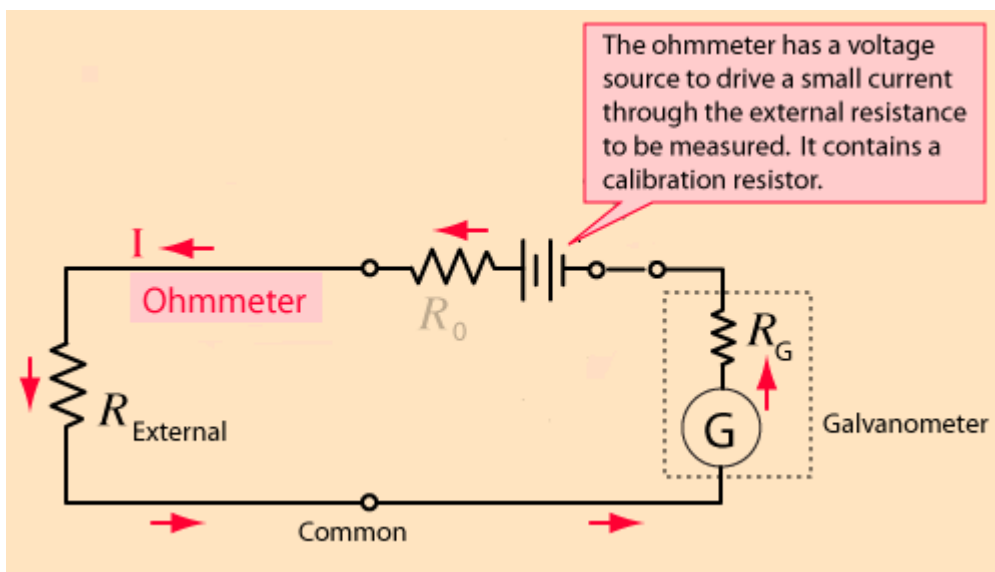 The ohmmeter has a voltage
source to drive a small current
through the external resistance
to be measured. It contains a
calibration resistor.
I
Ohmmeter
R0
RG
RExternal
G
Galvanometer
Common